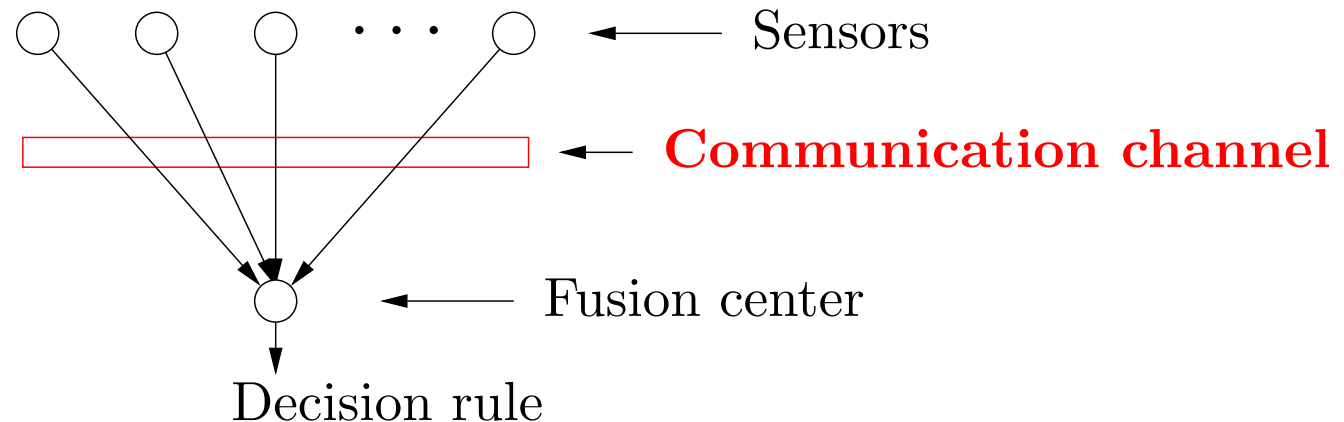 Sensors
Communication channel
Fusion center
Decision rule